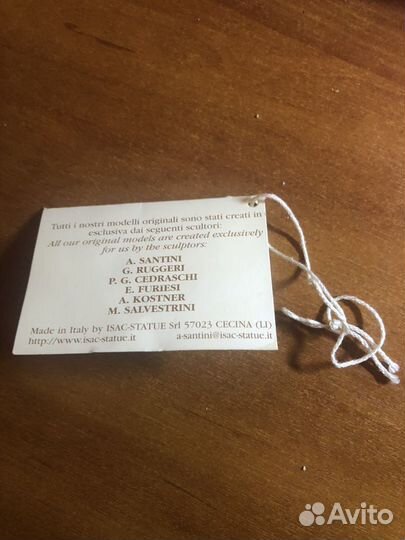 Tutti i nostri modelli originali sono stati creati in
esclusiva dai seguenti scultori:
All our original models are created exclusively
for us by the sculptors:
A. SANTINI
G. RUGGERI
P. G. CEDRASCHI
E. FURIESI
A. KOSTNER
M. SALVESTRINI
Made in Italy by ISAC-STATUE Srl 57023 CECINA (LI)
http://www.isac-statue.it a-santini@isac-statue.it
Avito